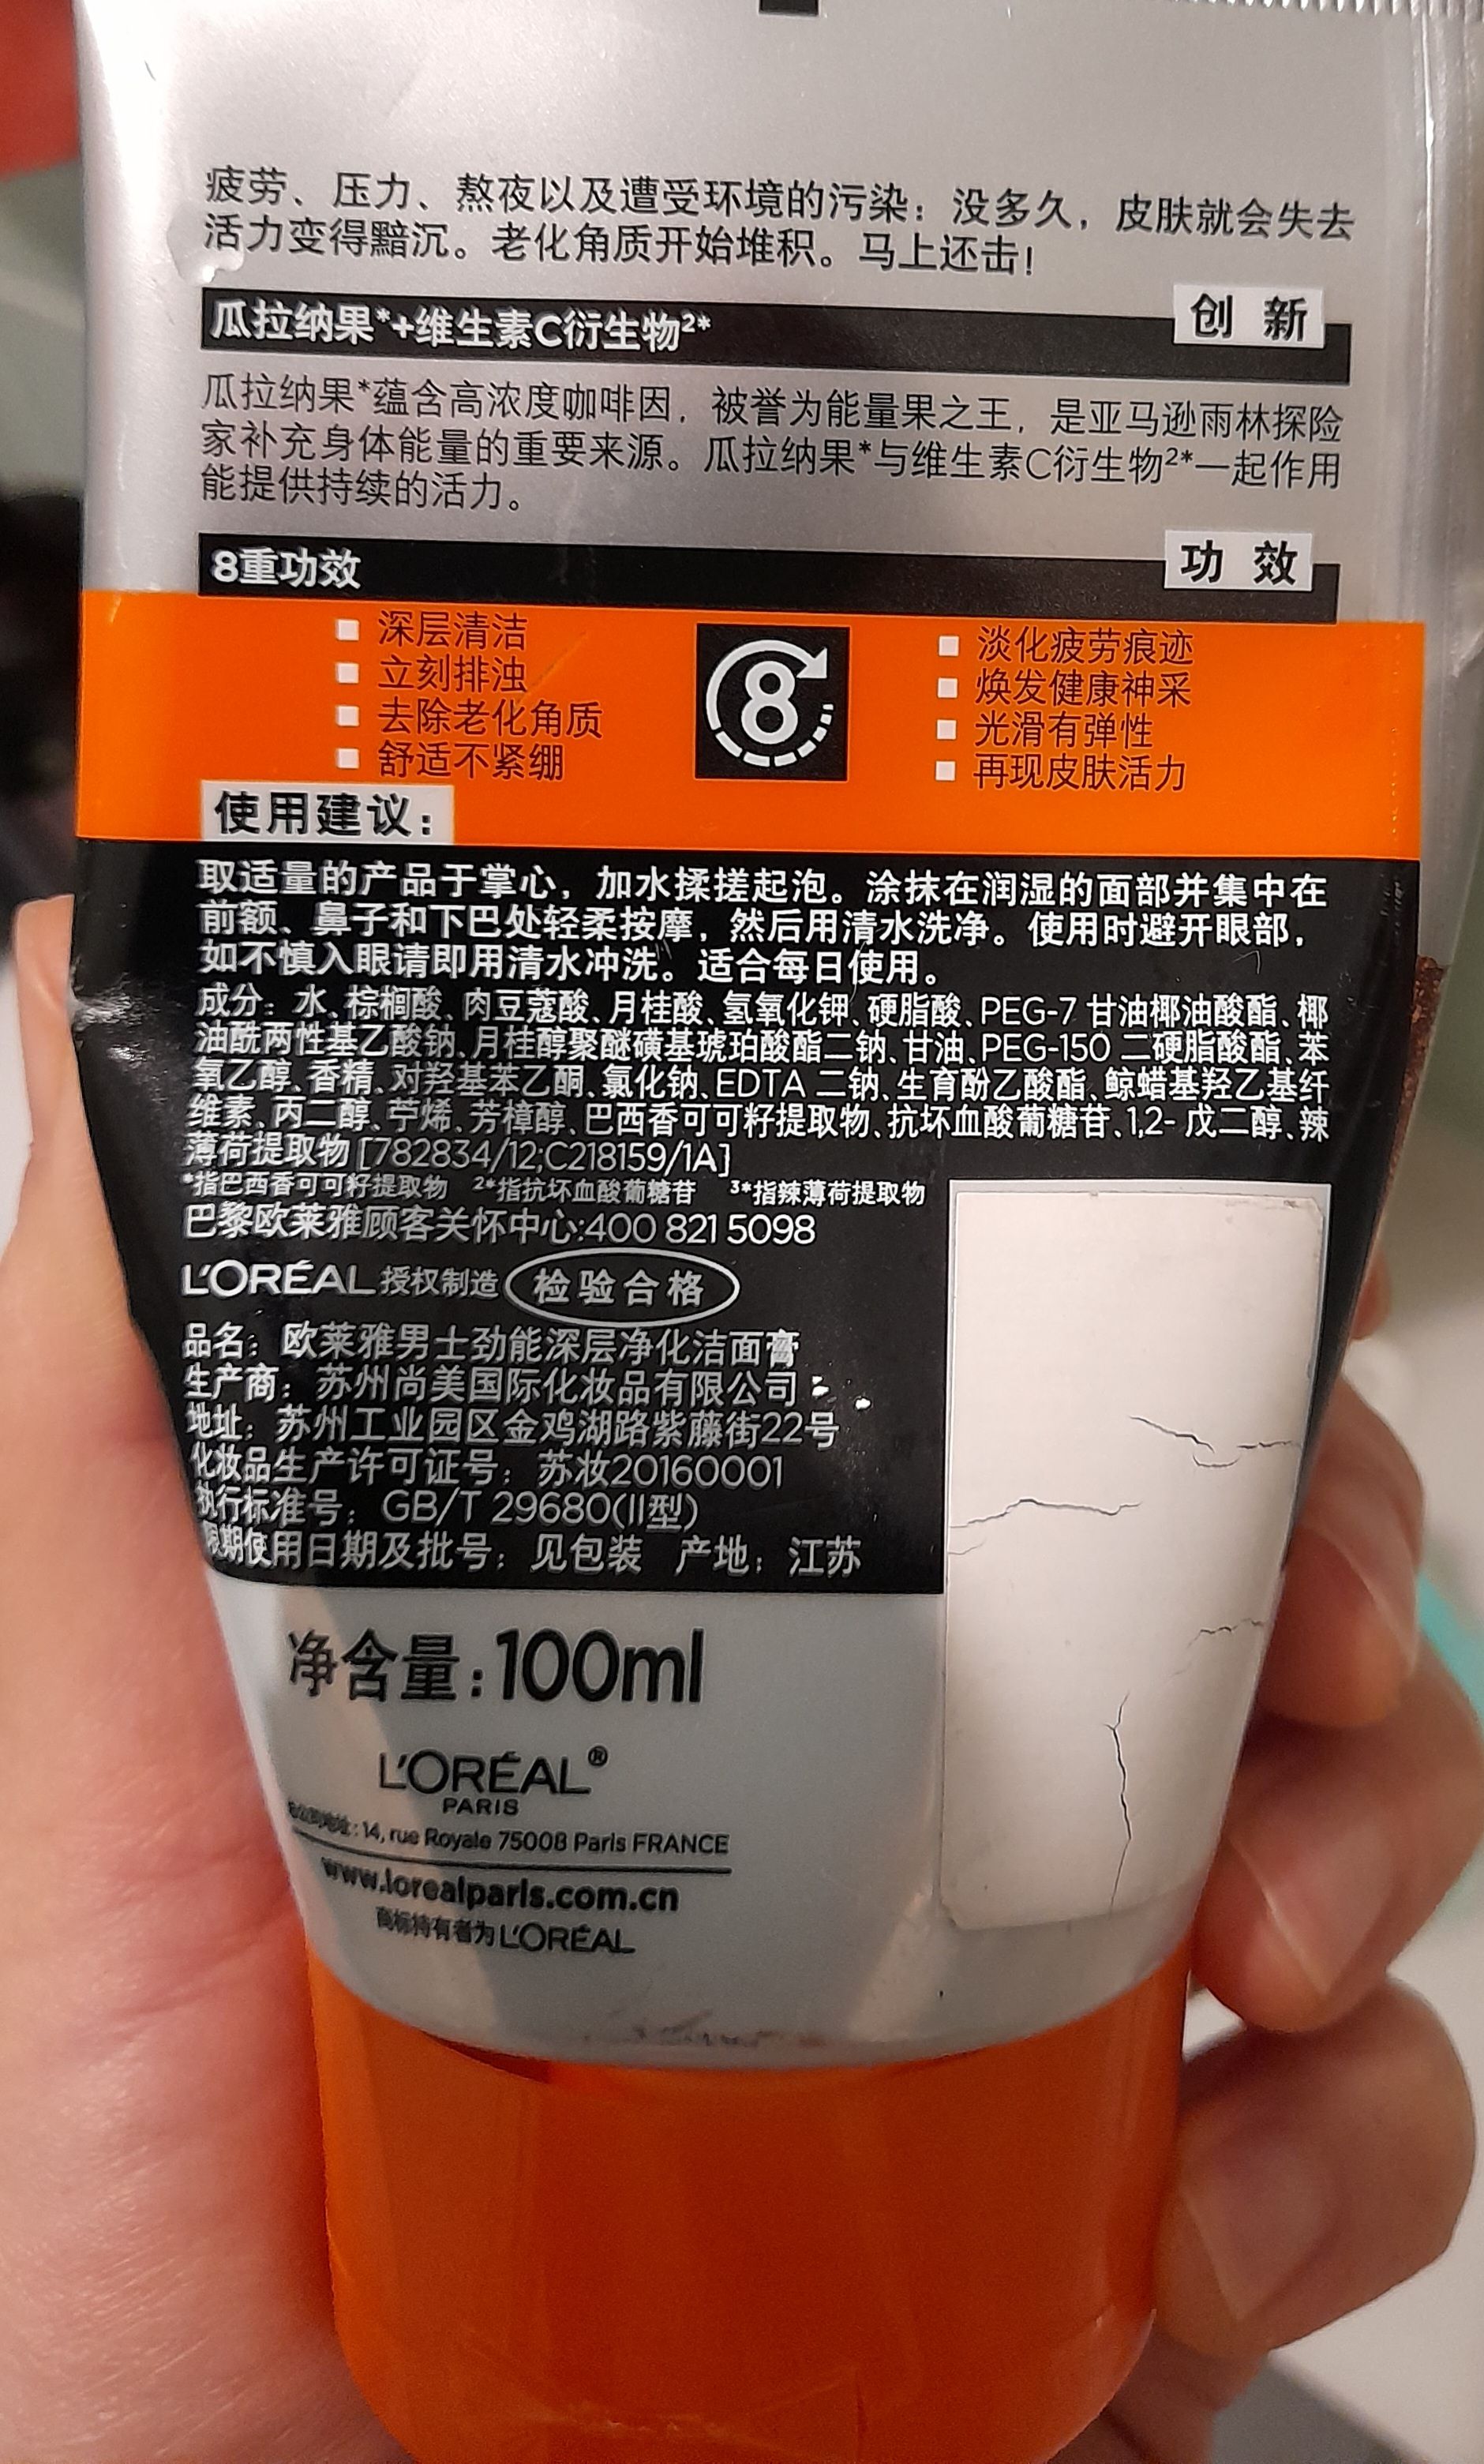 疲劳、压力、熬夜以及遭受环境的污染：没多久，皮肤就会失去
活力变得黯沉。老化角质开始堆积。马上还击！
创 新
瓜拉纳果*+维生素C衍生物²*
瓜拉纳果*蕴含高浓度咖啡因，被誉为能量果之王，是亚马逊雨林探险
家补充身体能量的重要来源。瓜拉纳果*与维生素C衍生物²*一起作用
能提供持续的活力。
功 效
8重功效
深层清洁
立刻排浊
去除老化角质
舒适不紧绷
8
淡化疲劳痕迹
焕发健康神采
光滑有弹性
再现皮肤活力
使用建议：
取适量的产品于掌心，加水揉搓起泡。涂抹在润湿的面部并集中在
前额、鼻子和下巴处轻柔按摩，然后用清水洗净。使用时避开眼部，
如不慎入眼请即用清水冲洗。适合每日使用。
成分：水、棕榈酸、肉豆蔻酸、月桂酸、氢氧化钾、硬脂酸、PEG-7 甘油椰油酸酯、椰
油酰两性基乙酸钠、月桂醇聚醚磺基琥珀酸酯二钠、甘油、PEG-150 二硬脂酸酯、苯
氧乙醇、香精、对羟基苯乙酮、氯化钠、EDTA 二钠、生育酚乙酸酯、鲸蜡基羟乙基纤
维素、丙二醇、苧烯、芳樟醇、巴西香可可籽提取物、抗坏血酸葡糖苷、1,2- 戊二醇、辣
薄荷提取物 [782834/12;C218159/1A]
*指巴西香可可籽提取物 ²*指抗坏血酸葡糖苷 ³*指辣薄荷提取物
巴黎欧莱雅顾客关怀中心:400 821 5098
L'ORÉAL 授权制造 检验合格
品名：欧莱雅男士劲能深层净化洁面膏
生产商：苏州尚美国际化妆品有限公司
地址：苏州工业园区金鸡湖路紫藤街22号
化妆品生产许可证号：苏妆20160001
执行标准号：GB/T 29680(II型)
限期使用日期及批号：见包装 产地：江苏
净含量：100ml
L'ORÉAL®
PARIS
14, rue Royale 75008 Paris FRANCE
www.lorealparis.com.cn
商标持有者为 L'ORÉAL